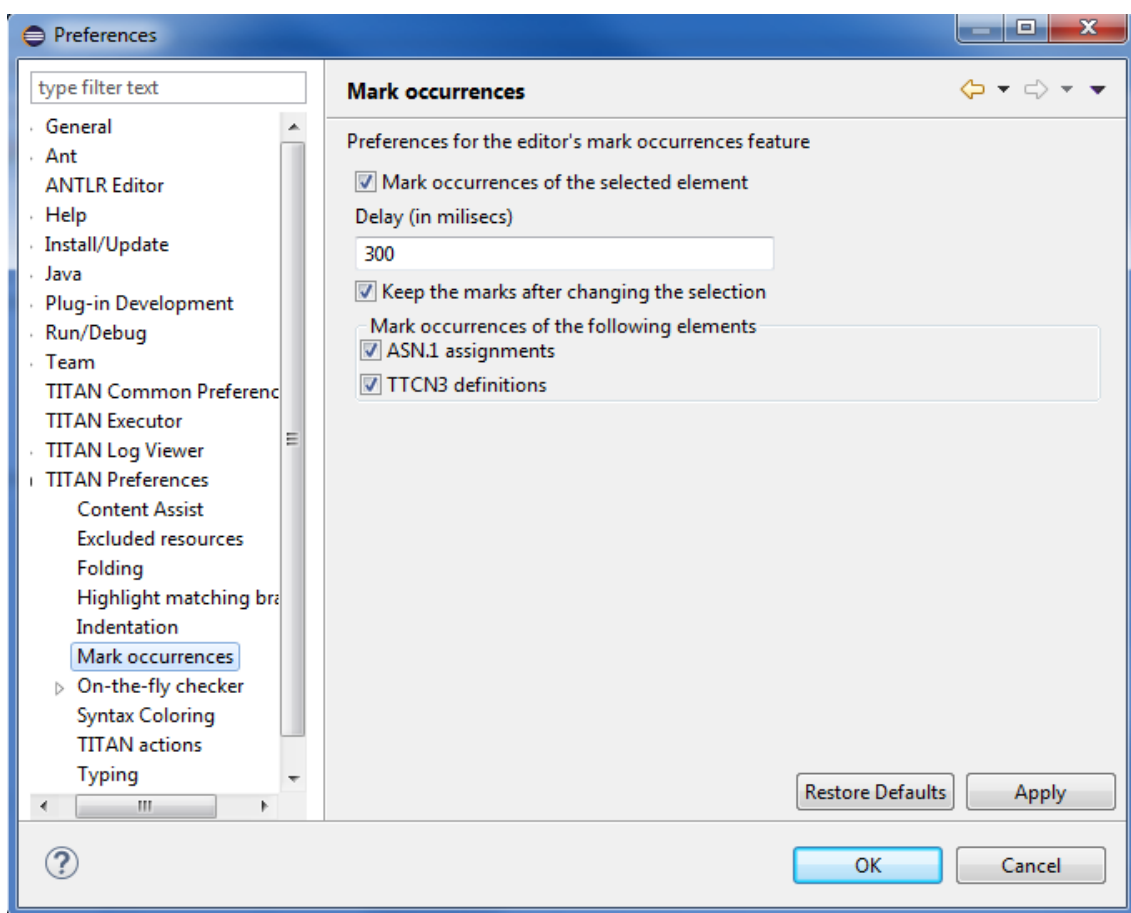 Preferences
type filter text
General
Ant
ANTLR Editor
Help
Install/Update
Java
Plug-in Development
Run/Debug
Team
TITAN Common Preferenc
TITAN Executor
TITAN Log Viewer
TITAN Preferences
Content Assist
Excluded resources
Folding
Highlight matching bra
Indentation
Mark occurrences
On-the-fly checker
Syntax Coloring
TITAN actions
Typing
Mark occurrences
Preferences for the editor's mark occurrences feature
Mark occurrences of the selected element
Delay (in milisecs)
300
Keep the marks after changing the selection
Mark occurrences of the following elements
ASN.1 assignments
TTCN3 definitions
Restore Defaults
Apply
OK
Cancel